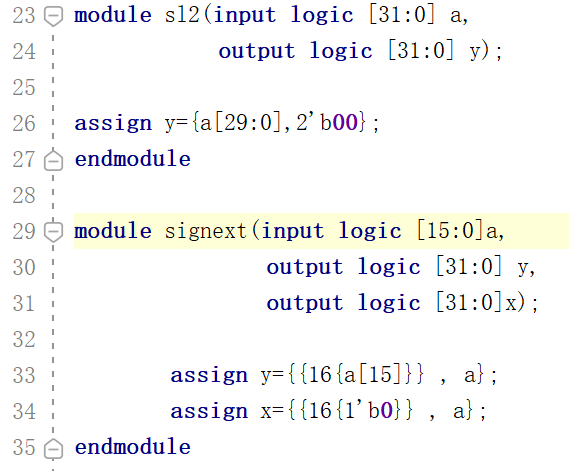 23 module sl2(input logic [31:0] a,
24 output logic [31:0] y);
25
26 assign y={a[29:0],2'b00};
27 endmodule
28
29 module signext(input logic [15:0]a,
30 output logic [31:0] y,
31 output logic [31:0]x);
32
33 assign y={{16{a[15]}} , a};
34 assign x={{16{1'b0}} , a};
35 endmodule